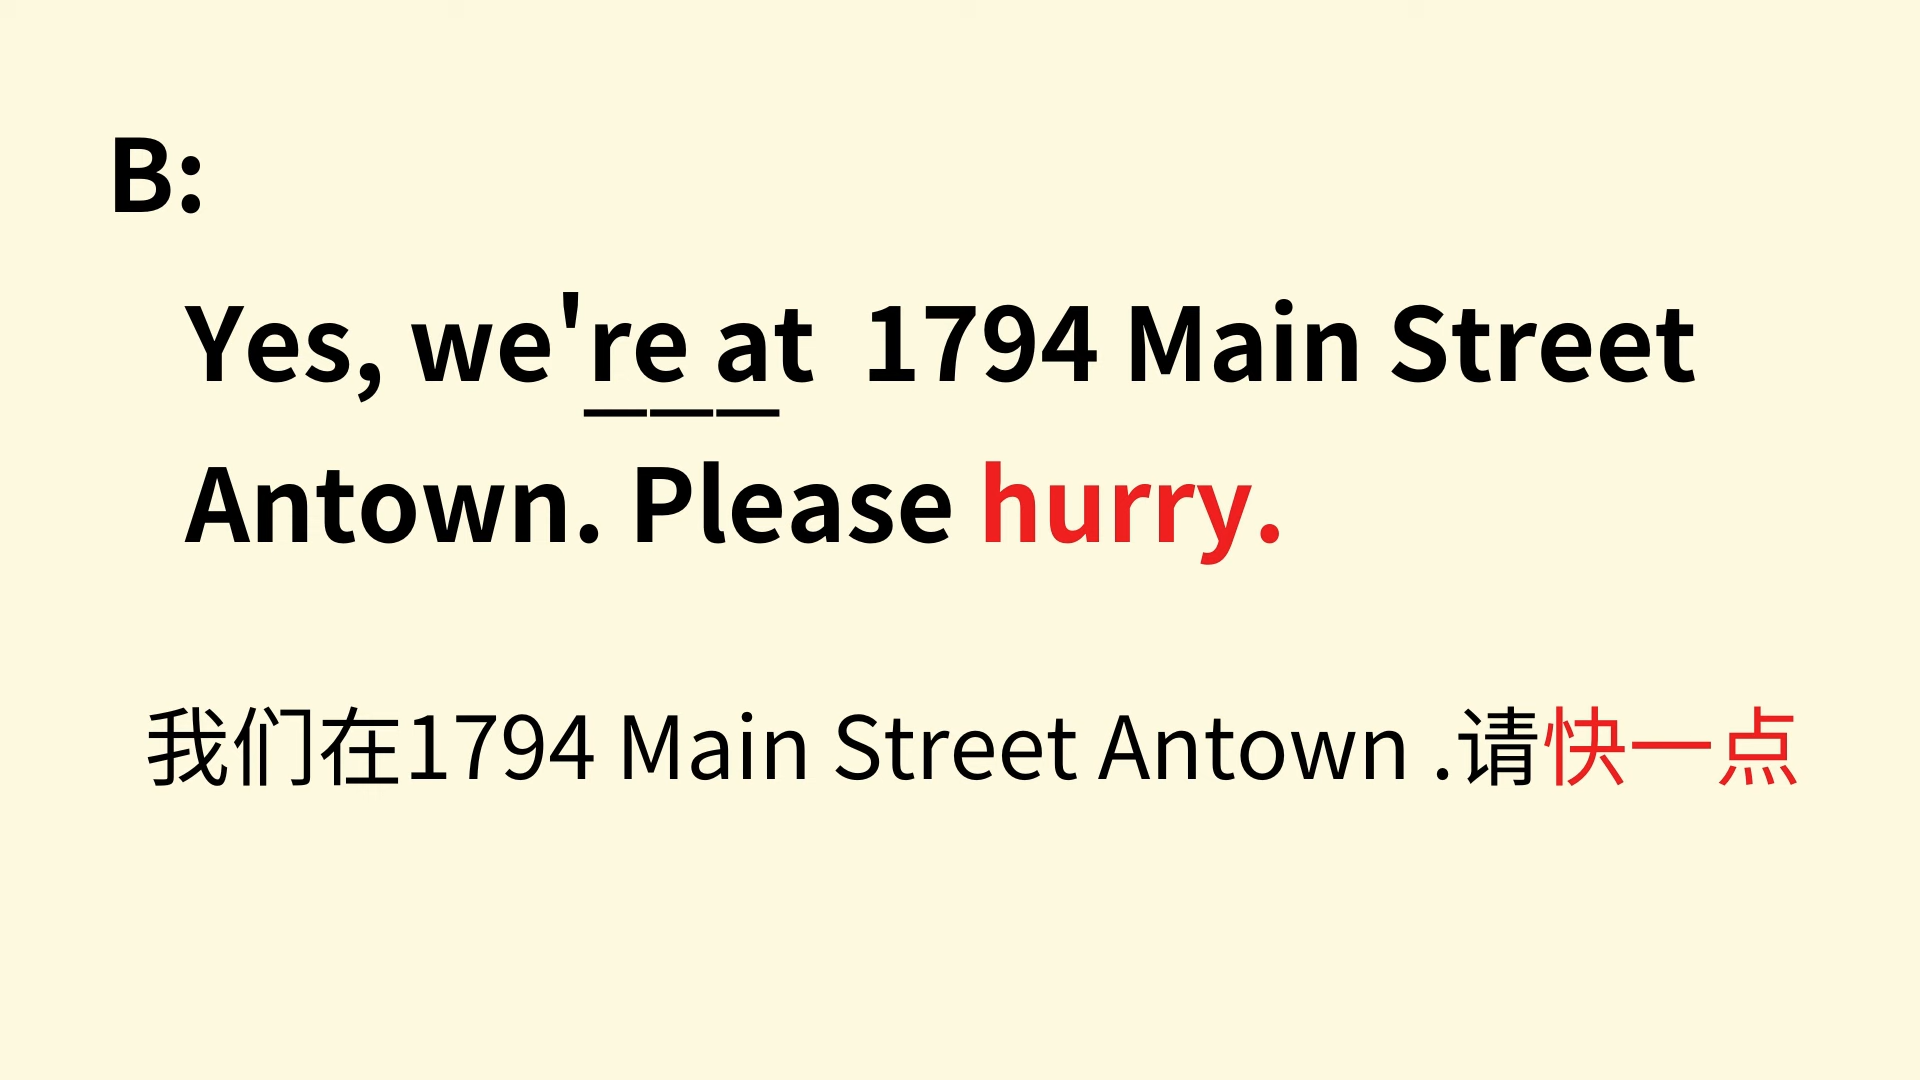 B:
Yes, we're at  1794 Main Street
Antown. Please hurry.
我们在1794 Main Street Antown .请快一点